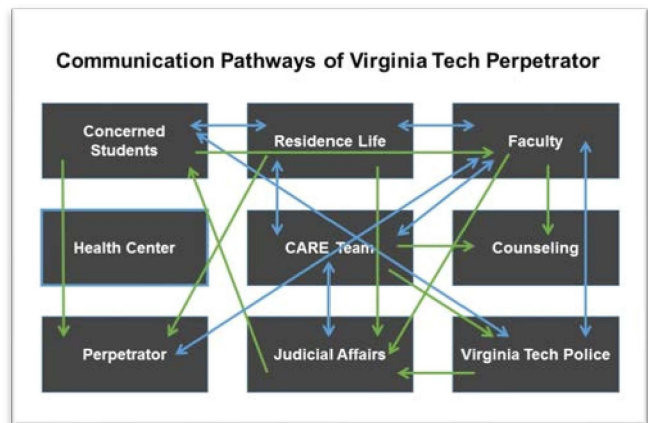 Communication Pathways of Virginia Tech Perpetrator
Concerned
Students
Residence Life
Faculty
Health Center
CARE Team
Counseling
Perpetrator
Judicial Affairs
Virginia Tech Police